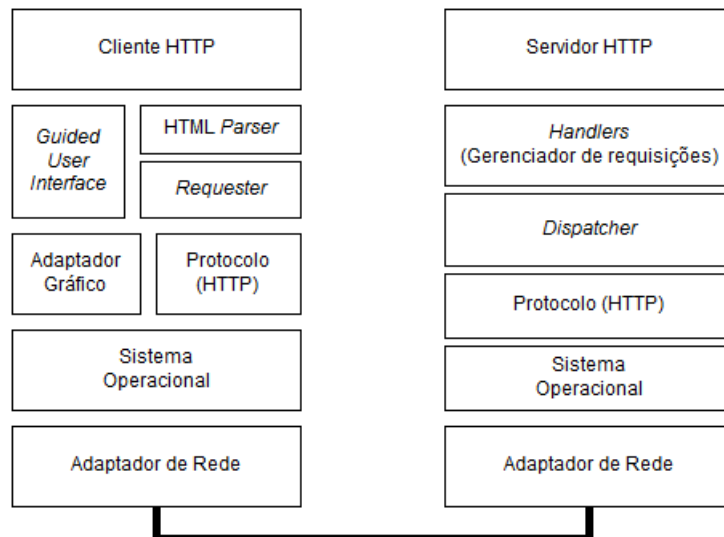 Cliente HTTP
Guided
User
Interface
HTML Parser
Requester
Adaptador
Gráfico
Protocolo
(HTTP)
Sistema
Operacional
Adaptador de Rede
Servidor HTTP
Handlers
(Gerenciador de requisições)
Dispatcher
Protocolo (HTTP)
Sistema
Operacional
Adaptador de Rede